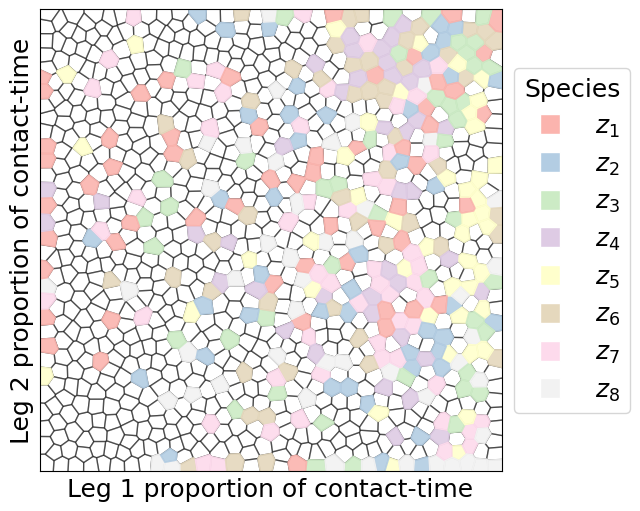 Leg 2 proportion of contact-time
Leg 1 proportion of contact-time
Species
z₁
z₂
z₃
z₄
z₅
z₆
z₇
z₈